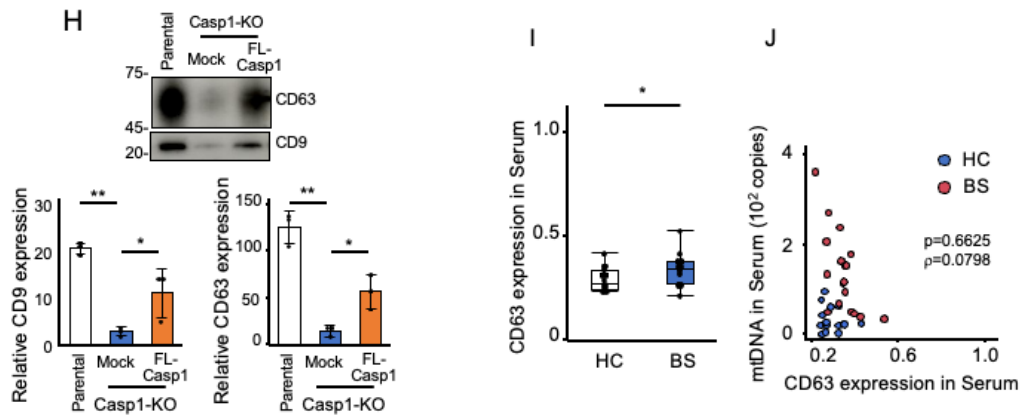 H
Casp1-KO
Parental
Mock
FL-
Casp1
75-
CD63
45-
CD9
20-
**
*
Relative CD9 expression
30
20
10
0
Parental
Mock
FL-
Casp1
Casp1-KO
**
*
Relative CD63 expression
150
100
50
0
Parental
Mock
FL-
Casp1
Casp1-KO
I
*
CD63 expression in Serum
1.0
0.5
0
HC
BS
J
mtDNA in Serum (10² copies)
4
2
0
HC
BS
p=0.6625
ρ=0.0798
0.2
0.6
1.0
CD63 expression in Serum